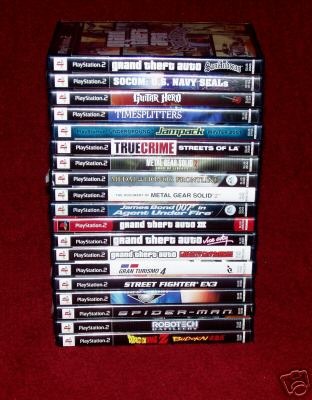 PlayStation 2 grand theft auto San Andreas
PlayStation 2 SOCOM: U.S. NAVY SEALs
PlayStation 2 GUITAR HERO
PlayStation 2 TIMESPLITTERS
PlayStation UNDERGROUND Jampack
PlayStation 2 TRUE CRIME STREETS OF LA
PlayStation 2 METAL GEAR SOLID 2
PlayStation 2 MEDAL OF HONOR FRONTLINE
PlayStation 2 THE DOCUMENT OF METAL GEAR SOLID 2
PlayStation 2 James Bond 007 in Agent Under Fire
PlayStation 2 grand theft auto III
PlayStation 2 grand theft auto Vice City
PlayStation 2 grand theft auto
PlayStation 2 GRAN TURISMO 4
PlayStation 2 STREET FIGHTER EX3
PlayStation 2
PlayStation 2 SPIDER-MAN
PlayStation 2 ROBOTECH BATTLECRY
PlayStation 2 DRAGON BALL Z BUDOKAI